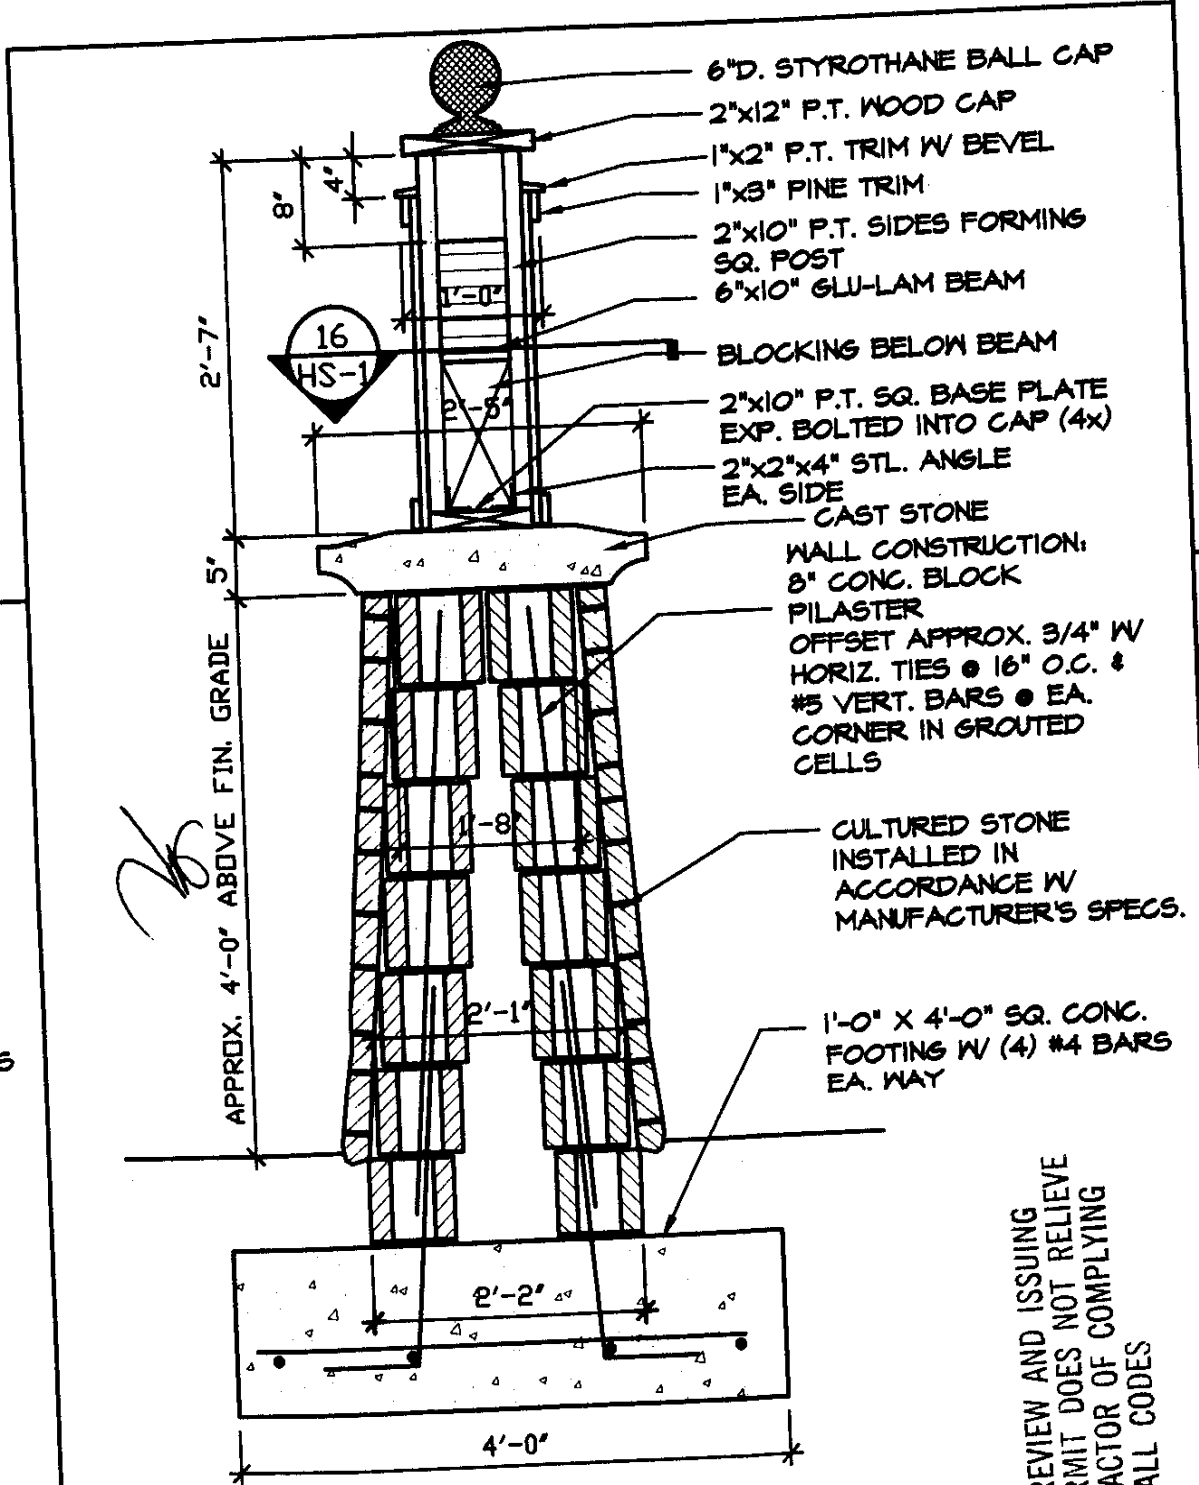 6"D. STYROTHANE BALL CAP
2"x12" P.T. WOOD CAP
1"x2" P.T. TRIM W/ BEVEL
1"x3" PINE TRIM
2"x10" P.T. SIDES FORMING
SQ. POST
6"x10" GLU-LAM BEAM
BLOCKING BELOW BEAM
2"x10" P.T. SQ. BASE PLATE
EXP. BOLTED INTO CAP (4x)
2"x2"x4" STL. ANGLE
EA. SIDE
CAST STONE
WALL CONSTRUCTION:
8" CONC. BLOCK
PILASTER
OFFSET APPROX. 3/4" W/
HORIZ. TIES @ 16" O.C. &
#5 VERT. BARS @ EA.
CORNER IN GROUTED
CELLS
CULTURED STONE
INSTALLED IN
ACCORDANCE W/
MANUFACTURER'S SPECS.
1'-0" X 4'-0" SQ. CONC.
FOOTING W/ (4) #4 BARS
EA. WAY
4"
8"
2'-7"
1'-0"
16
HS-1
2'-5"
5"
APPROX. 4'-0" ABOVE FIN. GRADE
1'-8"
2'-1"
2'-2"
4'-0"
S
REVIEW AND ISSUING
RMIT DOES NOT RELIEVE
ACTOR OF COMPLYING
ALL CODES